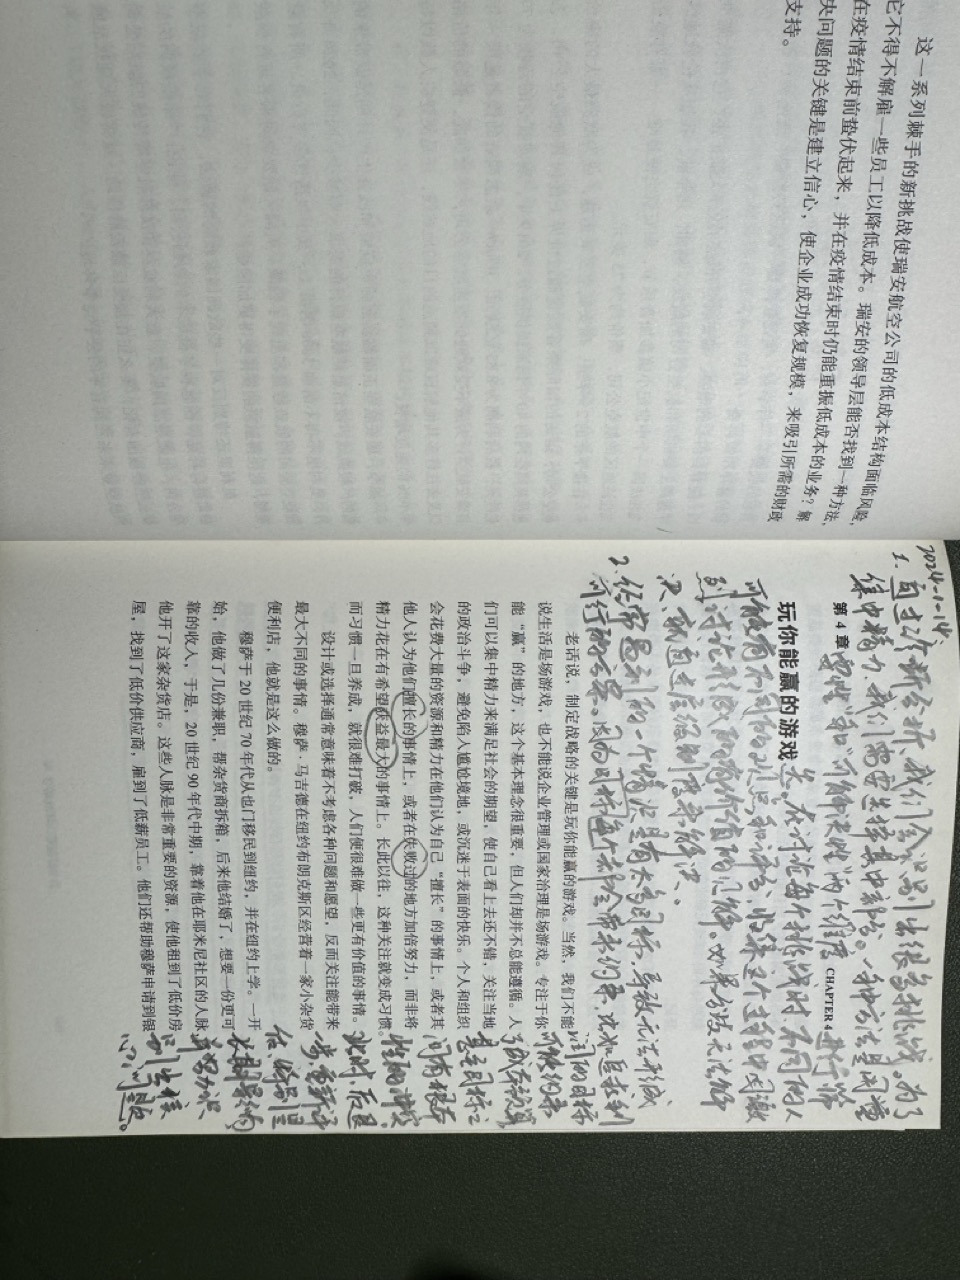 这一系列棘手的新挑战使瑞安航空公司的低成本结构面临风险,
它不得不解雇一些员工以降低成本。瑞安的领导层能否找到一种方法,
在疫情结束前蛰伏起来，并在疫情结束时仍能重振低成本的业务？解
央问题的关键是建立信心，使企业成功恢复规模，来吸引所需的财政
支持。
2024-1-14:
1. 通过诊断分析、我们会识别出很多挑战。为了
集中精力、我们需要选择其中部分。一种方法是用"重
第 4 章
要性"和"可解决性"两个维度
CHAPTER 4
进行筛
玩你能赢的游戏
选。在讨论每个挑战时、不同的人
可能有不同的观点和评分、收集这个过程中因激
烈讨论形成的有价值的见解。如果分歧无法解
决、就通过层级制度来解决。
2. 经常遇到的一个情况是有太多目标、导致无法形成
可行的方案。因为目标每个都会带来约束、比如追求利
润的目标
可能约束
了成本预算,
甚至目标之
间有根本
性的冲突。
此时、后退
一步、重新评
估、特别是
长期影响,
并努力识
别出核
心问题。
老话说，制定战略的关键是玩你能赢的游戏。当然，我们不能
说生活是场游戏，也不能说企业管理或国家治理是场游戏。专注于你
能“赢”的地方，这个基本理念很重要，但人们却并不总能遵循。人
们可以集中精力来满足社会的期望，使自己看上去还不错，关注当地
的政治斗争，避免陷入尴尬境地，或沉迷于表面的快乐。个人和组织
会花费大量的资源和精力在他们认为自己“擅长”的事情上，或者其
他人认为他们擅长的事情上，或者在失败过的地方加倍努力，而非将
精力花在有希望获益最大的事情上。长此以往，这种关注就变成习惯。
而习惯一旦养成，就很难打破，人们便很难做一些更有价值的事情。
设计或选择通常意味着不考虑各种问题和愿望，反而关注能带来
最大不同的事情。穆萨·马吉德在纽约布朗克斯区经营着一家小杂货
便利店，他就是这么做的。
穆萨于 20 世纪 70 年代从也门移民到纽约，并在纽约上学。一开
始，他做了几份兼职，帮杂货商拆箱，后来他结婚了，想要一份更可
靠的收入，于是，20 世纪 90 年代中期，靠着他在耶米尼社区的人脉，
他开了这家杂货店。这些人脉是非常重要的资源，使他租到了低价房
屋，找到了低价供应商，雇到了低薪员工。他们还帮助穆萨申请到银